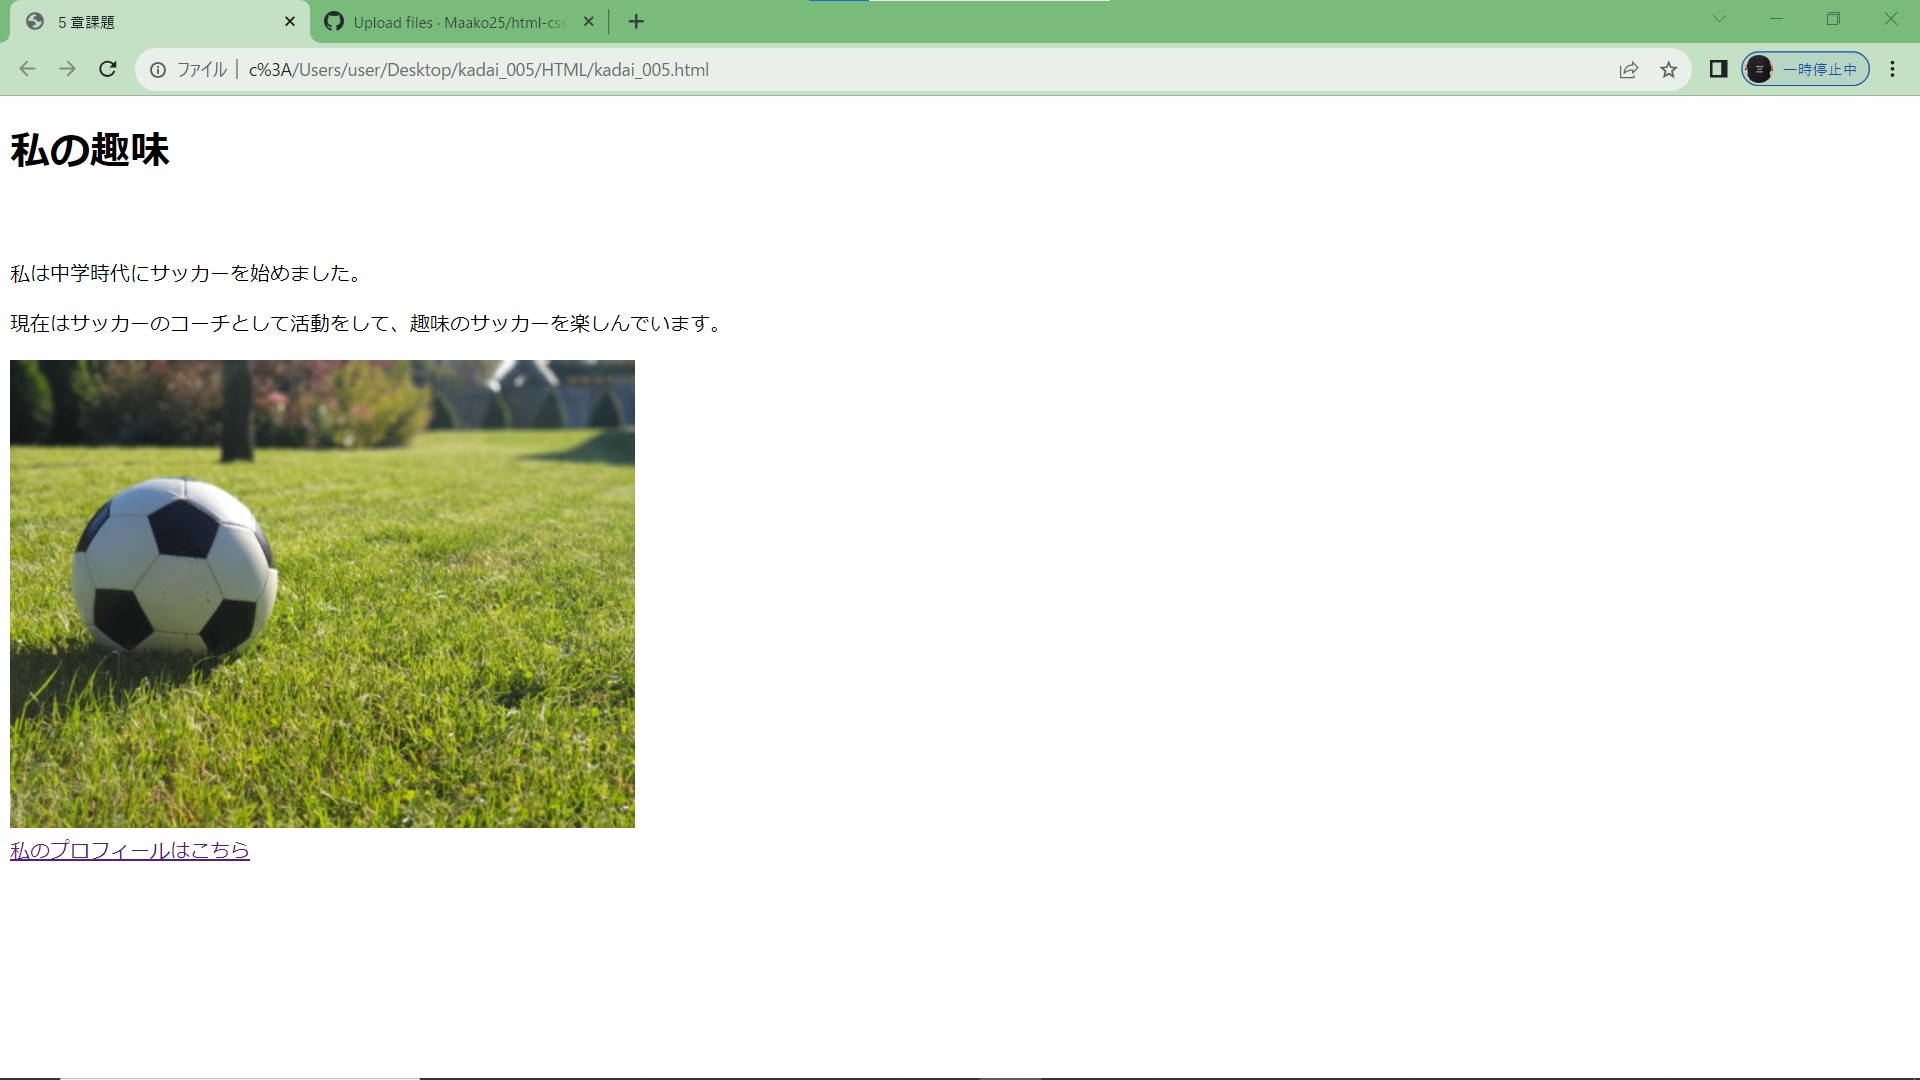 5 章課題
Upload files · Maako25/html-css
ファイル c%3A/Users/user/Desktop/kadai_005/HTML/kadai_005.html
一時停止中
私の趣味
私は中学時代にサッカーを始めました。
現在はサッカーのコーチとして活動をして、趣味のサッカーを楽しんでいます。
私のプロフィールはこちら